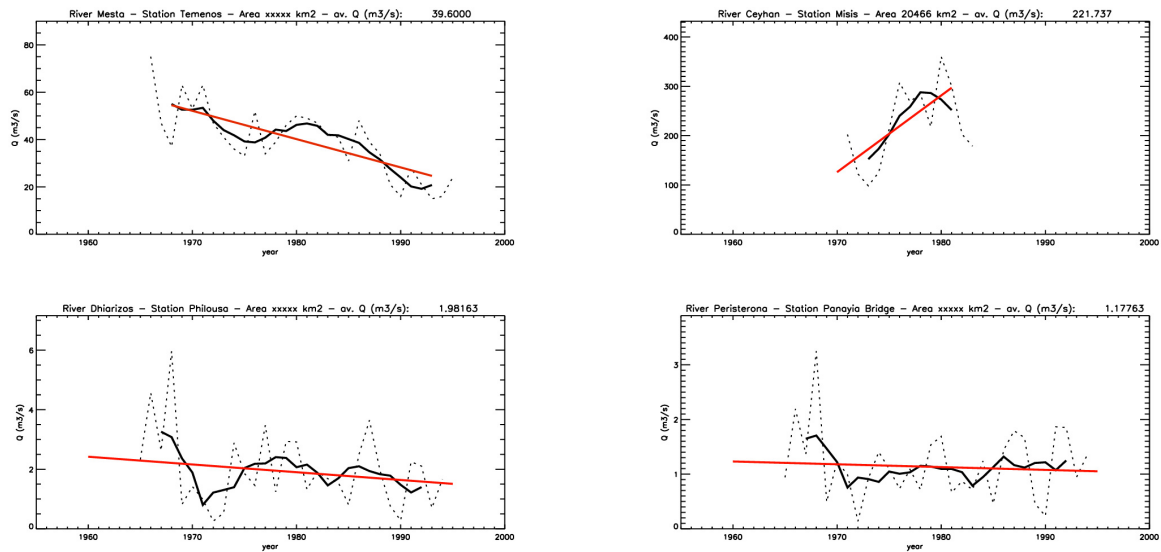 River Mesta – Station Temenos – Area xxxxx km2 – av. Q (m3/s): 39.6000
80
60
40
20
0
Q (m3/s)
1960 1970 1980 1990 2000
year
River Ceyhan – Station Misis – Area 20466 km2 – av. Q (m3/s): 221.737
400
300
200
100
0
Q (m3/s)
1960 1970 1980 1990 2000
year
River Dhiarizos – Station Philousa – Area xxxxx km2 – av. Q (m3/s): 1.98163
6
4
2
0
Q (m3/s)
1960 1970 1980 1990 2000
year
River Peristerona – Station Panayia Bridge – Area xxxxx km2 – av. Q (m3/s): 1.17763
3
2
1
0
Q (m3/s)
1960 1970 1980 1990 2000
year